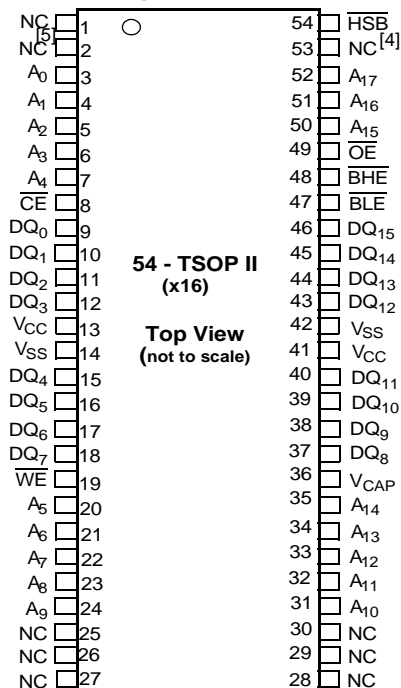 NC 1 54 HSB
[5] NC 2 53 NC [4]
A0 3 52 A17
A1 4 51 A16
A2 5 50 A15
A3 6 49 OE
A4 7 48 BHE
CE 8 47 BLE
DQ0 9 46 DQ15
DQ1 10 45 DQ14
DQ2 11 44 DQ13
DQ3 12 43 DQ12
VCC 13 42 VSS
VSS 14 41 VCC
DQ4 15 40 DQ11
DQ5 16 39 DQ10
DQ6 17 38 DQ9
DQ7 18 37 DQ8
WE 19 36 VCAP
A5 20 35 A14
A6 21 34 A13
A7 22 33 A12
A8 23 32 A11
A9 24 31 A10
NC 25 30 NC
NC 26 29 NC
NC 27 28 NC
54 - TSOP II
(x16)
Top View
(not to scale)